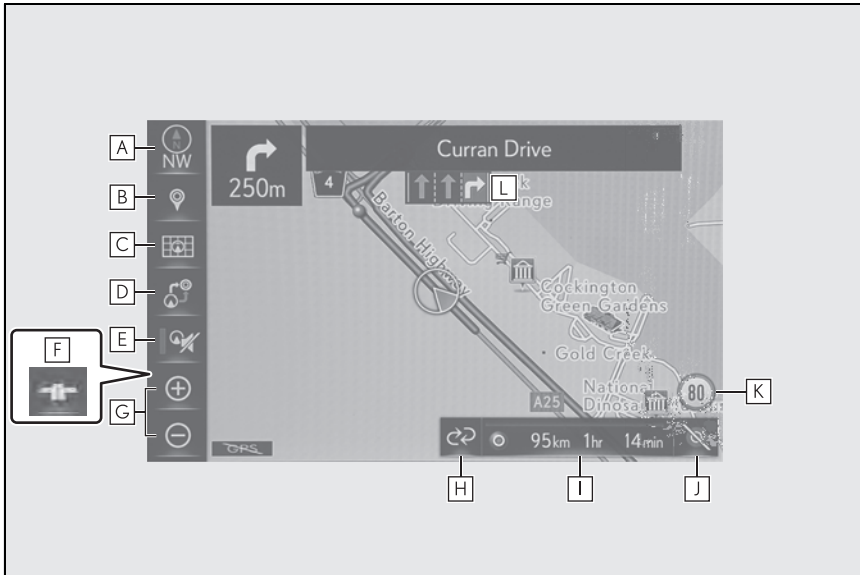 A
N
NW
B
C
D
E
F
G
250m
Curran Drive
4
L
Barton Highway
Cockington
Green Gardens
Gold Creek
National
Dinosa
80
K
A25
GPS
95km 1hr 14min
H
I
J